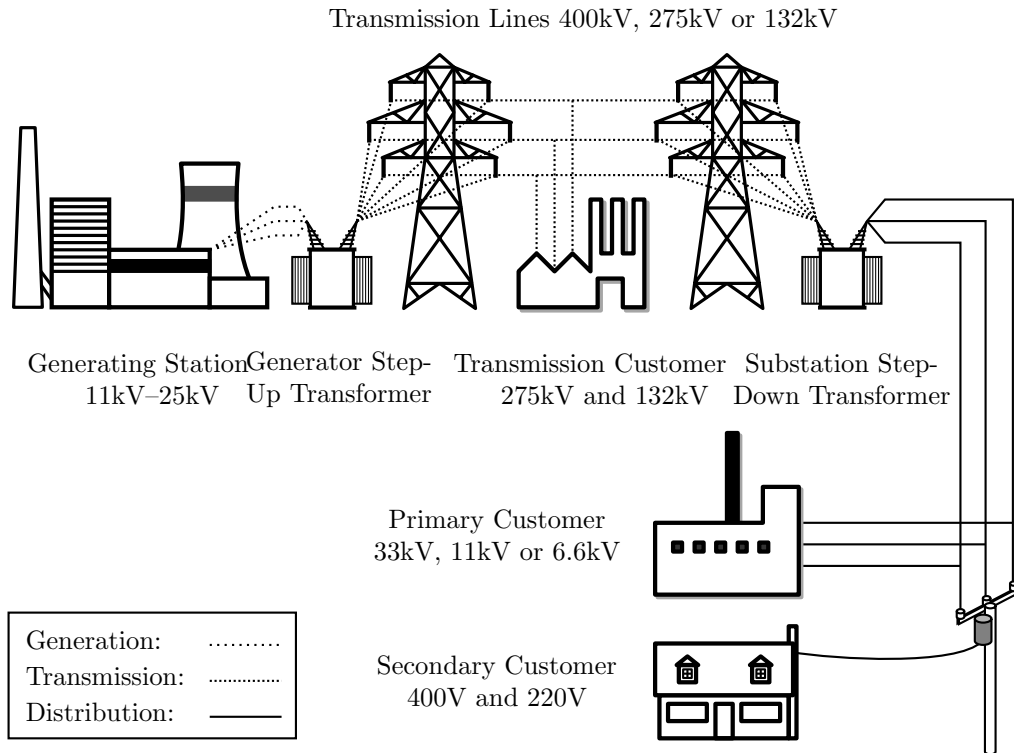 Transmission Lines 400kV, 275kV or 132kV
Generating Station
11kV–25kV
Generator Step-
Up Transformer
Transmission Customer
275kV and 132kV
Substation Step-
Down Transformer
Primary Customer
33kV, 11kV or 6.6kV
Secondary Customer
400V and 220V
Generation:
Transmission:
Distribution: